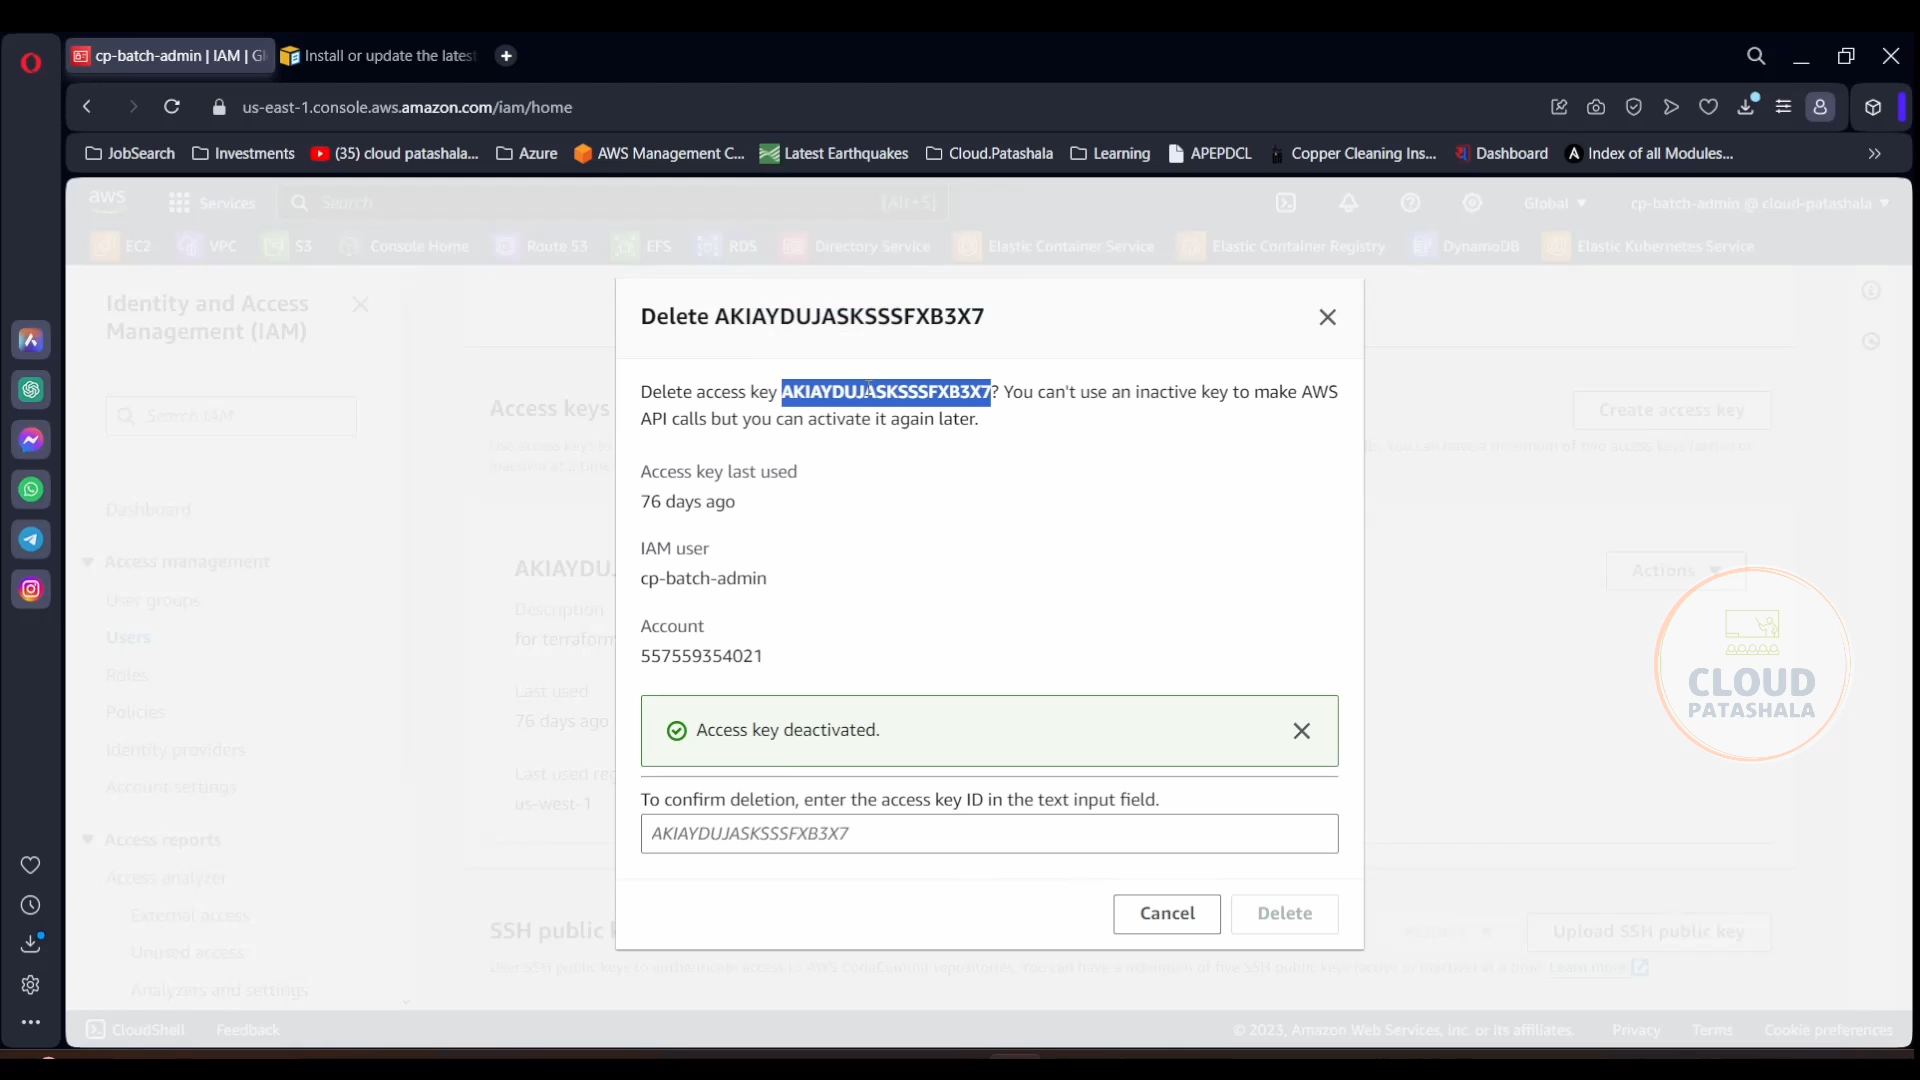 cp-batch-admin | IAM | Gl
Install or update the latest
us-east-1.console.aws.amazon.com/iam/home
JobSearch
Investments
(35) cloud patashala...
Azure
AWS Management C...
Latest Earthquakes
Cloud.Patashala
Learning
APEPDCL
Copper Cleaning Ins...
Dashboard
Index of all Modules...
aws
Services
Search
[Alt+S]
Global
cp-batch-admin @ cloud-patashala
EC2
VPC
S3
Console Home
Route 53
EFS
RDS
Directory Service
Elastic Container Service
Elastic Container Registry
DynamoDB
Elastic Kubernetes Service
Identity and Access
Management (IAM)
Search IAM
Dashboard
Access management
User groups
Users
Roles
Policies
Identity providers
Account settings
Access reports
Access analyzer
External access
Unused access
Analyzers and settings
Access keys
Create access key
AKIAYDUJ
Actions
Description
for terraform
Last used
76 days ago
Last used reg
us-west-1
Delete AKIAYDUJASKSSSFXB3X7
Delete access key AKIAYDUJASKSSSFXB3X7? You can't use an inactive key to make AWS
API calls but you can activate it again later.
Access key last used
76 days ago
IAM user
cp-batch-admin
Account
557559354021
Access key deactivated.
To confirm deletion, enter the access key ID in the text input field.
AKIAYDUJASKSSSFXB3X7
Cancel
Delete
CLOUD
PATASHALA
SSH public k
Upload SSH public key
Learn more
CloudShell
Feedback
© 2023, Amazon Web Services, Inc. or its affiliates.
Privacy
Terms
Cookie preferences